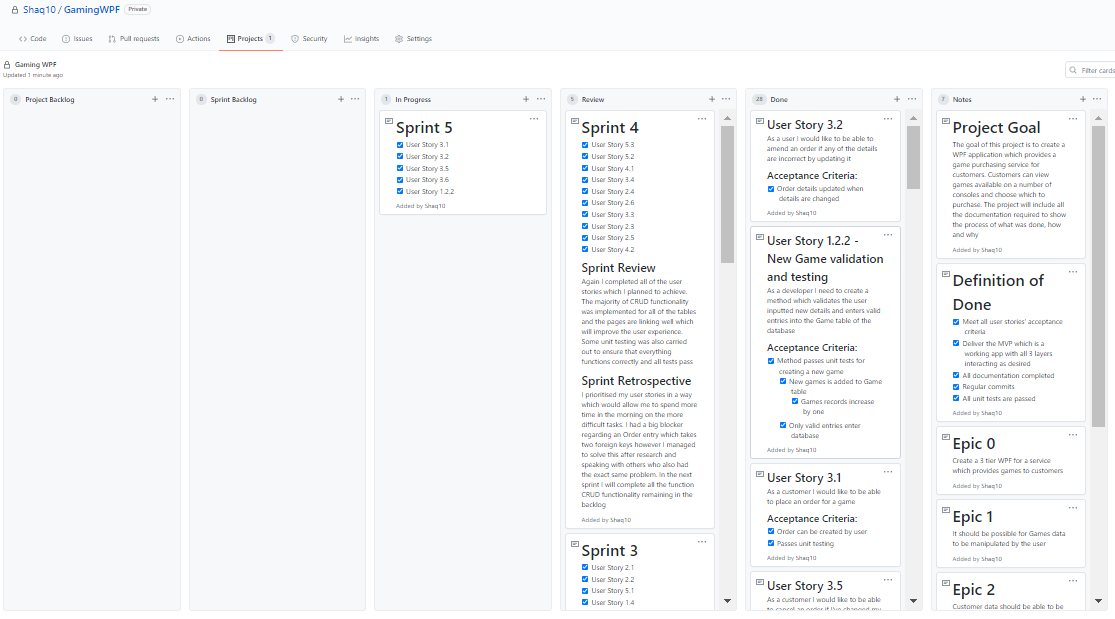 Shaq10 / GamingWPF Private
Code Issues Pull requests Actions Projects 1 Security Insights Settings
Gaming WPF
Updated 1 minute ago
Filter cards
0 Project Backlog
0 Sprint Backlog
1 In Progress
Sprint 5
User Story 3.1
User Story 3.2
User Story 3.5
User Story 3.6
User Story 1.2.2
Added by Shaq10
5 Review
Sprint 4
User Story 5.3
User Story 5.2
User Story 4.1
User Story 3.4
User Story 2.4
User Story 2.6
User Story 3.3
User Story 2.3
User Story 2.5
User Story 4.2
Sprint Review
Again I completed all of the user
stories which I planned to achieve.
The majority of CRUD functionality
was implemented for all of the tables
and the pages are linking well which
will improve the user experience.
Some unit testing was also carried
out to ensure that everything
functions correctly and all tests pass
Sprint Retrospective
I prioritised my user stories in a way
which would allow me to spend more
time in the morning on the more
difficult tasks. I had a big blocker
regarding an Order entry which takes
two foreign keys however I managed
to solve this after research and
speaking with others who also had
the exact same problem. In the next
sprint I will complete all the function
CRUD functionality remaining in the
backlog
Added by Shaq10
Sprint 3
User Story 2.1
User Story 2.2
User Story 5.1
User Story 1.4
28 Done
User Story 3.2
As a user I would like to be able to
amend an order if any of the details
are incorrect by updating it
Acceptance Criteria:
Order details updated when
details are changed
Added by Shaq10
User Story 1.2.2 -
New Game validation
and testing
As a developer I need to create a
method which validates the user
inputted new details and enters valid
entries into the Game table of the
database
Acceptance Criteria:
Method passes unit tests for
creating a new game
New games is added to Game
table
Games records increase
by one
Only valid entries enter
database
Added by Shaq10
User Story 3.1
As a customer I would like to be able
to place an order for a game
Acceptance Criteria:
Order can be created by user
Passes unit testing
Added by Shaq10
User Story 3.5
As a customer I would like to be able
to cancel an order if I've changed my
7 Notes
Project Goal
The goal of this project is to create a
WPF application which provides a
game purchasing service for
customers. Customers can view
games available on a number of
consoles and choose which to
purchase. The project will include all
the documentation required to show
the process of what was done, how
and why
Added by Shaq10
Definition of
Done
Meet all user stories' acceptance
criteria
Deliver the MVP which is a
working app with all 3 layers
interacting as desired
All documentation completed
Regular commits
All unit tests are passed
Added by Shaq10
Epic 0
Create a 3 tier WPF for a service
which provides games to customers
Added by Shaq10
Epic 1
It should be possible for Games data
to be manipulated by the user
Added by Shaq10
Epic 2
Customer data should be able to be